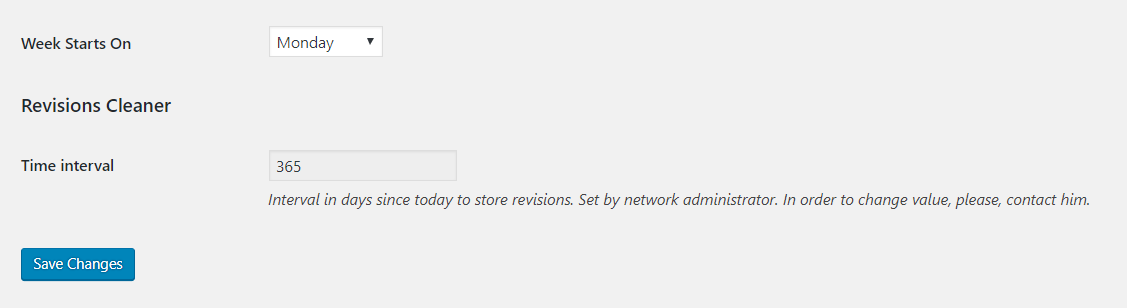 Week Starts On Monday
Revisions Cleaner
Time interval 365
Interval in days since today to store revisions. Set by network administrator. In order to change value, please, contact him.
Save Changes